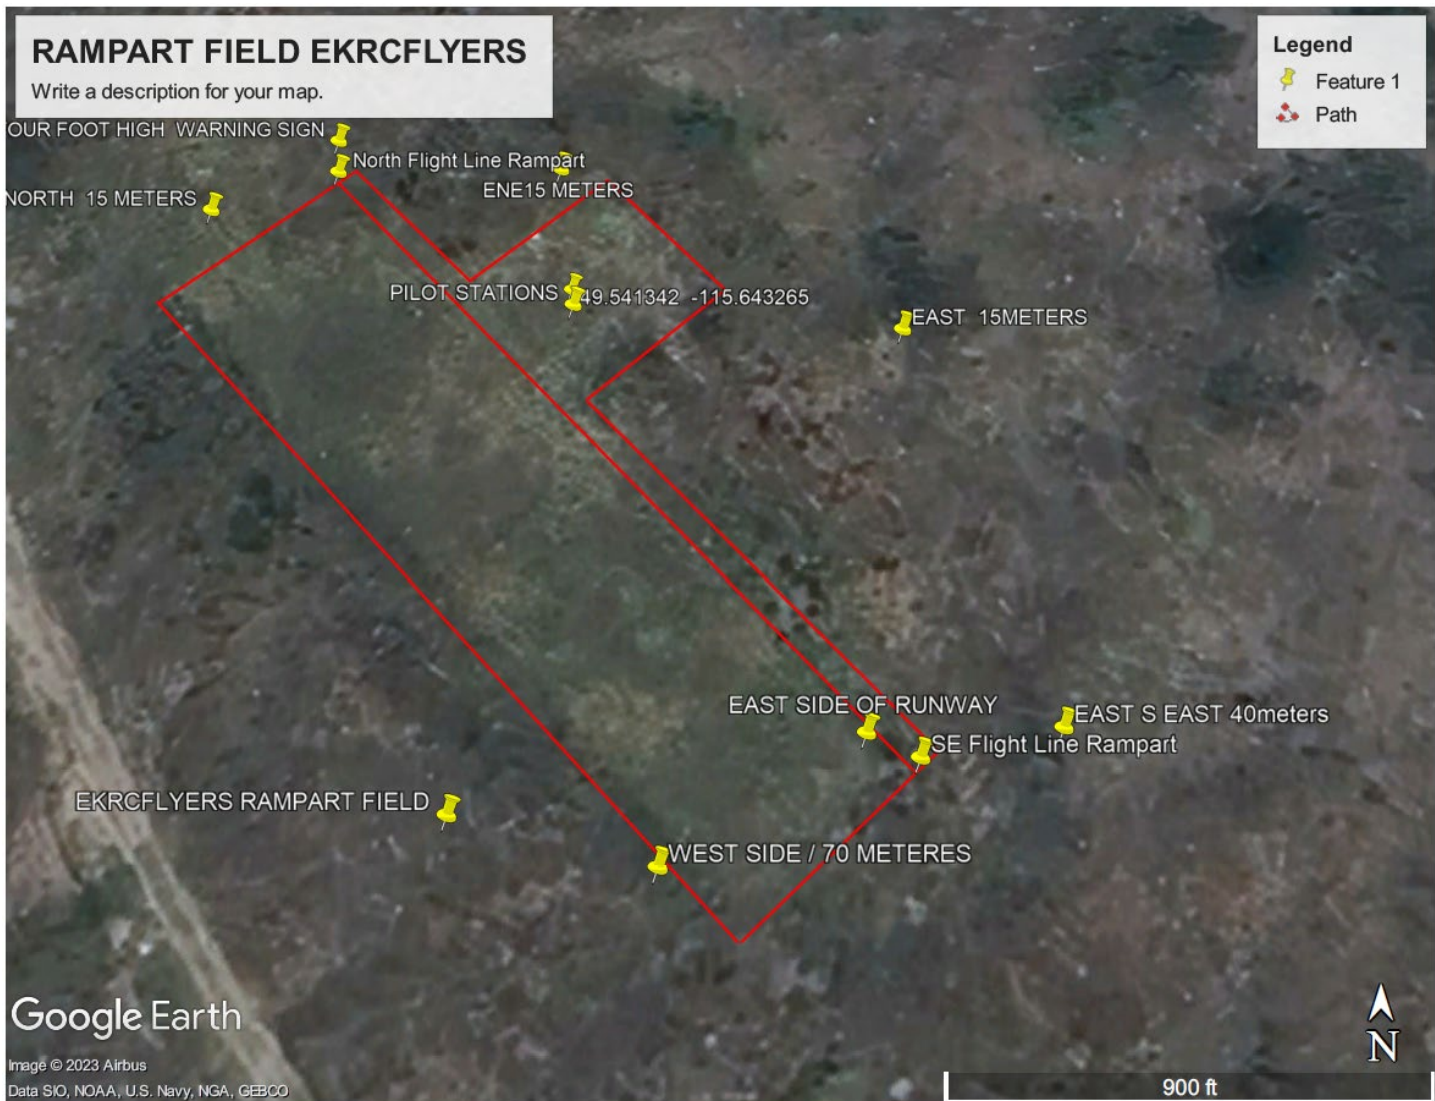 RAMPART FIELD EKRCFLYERS
Write a description for your map.
Legend
Feature 1
Path
OUR FOOT HIGH WARNING SIGN
North Flight Line Rampart
ENE15 METERS
NORTH 15 METERS
PILOT STATIONS
49.541342 -115.643265
EAST 15METERS
EAST SIDE OF RUNWAY
EAST S EAST 40meters
SE Flight Line Rampart
EKRCFLYERS RAMPART FIELD
WEST SIDE / 70 METERES
Google Earth
N
Image © 2023 Airbus
Data SIO, NOAA, U.S. Navy, NGA, GEBCO
900 ft